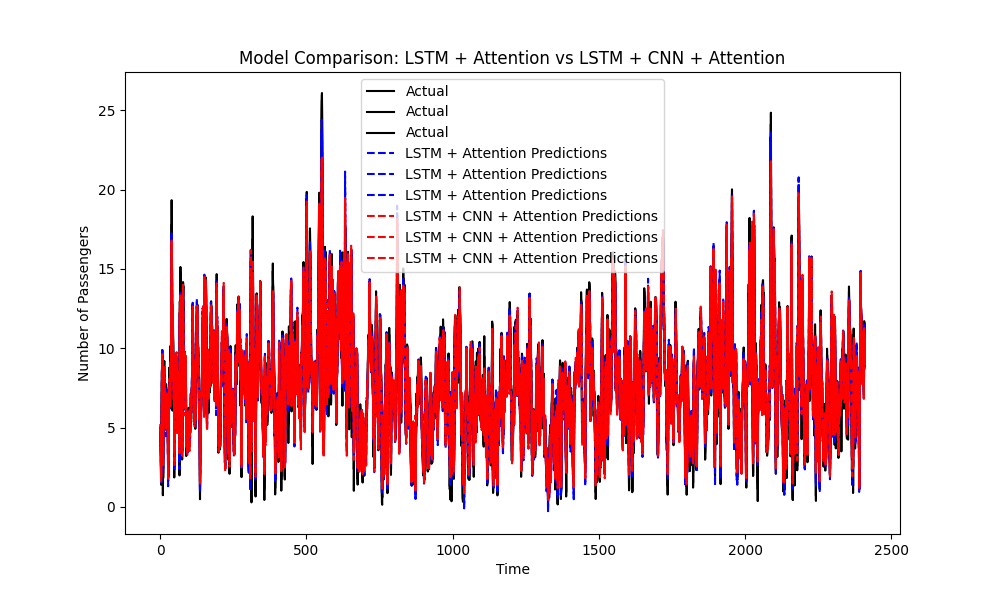 Model Comparison: LSTM + Attention vs LSTM + CNN + Attention
Actual
Actual
Actual
LSTM + Attention Predictions
LSTM + Attention Predictions
LSTM + Attention Predictions
LSTM + CNN + Attention Predictions
LSTM + CNN + Attention Predictions
LSTM + CNN + Attention Predictions
Number of Passengers
25
20
15
10
5
0
0 500 1000 1500 2000 2500
Time